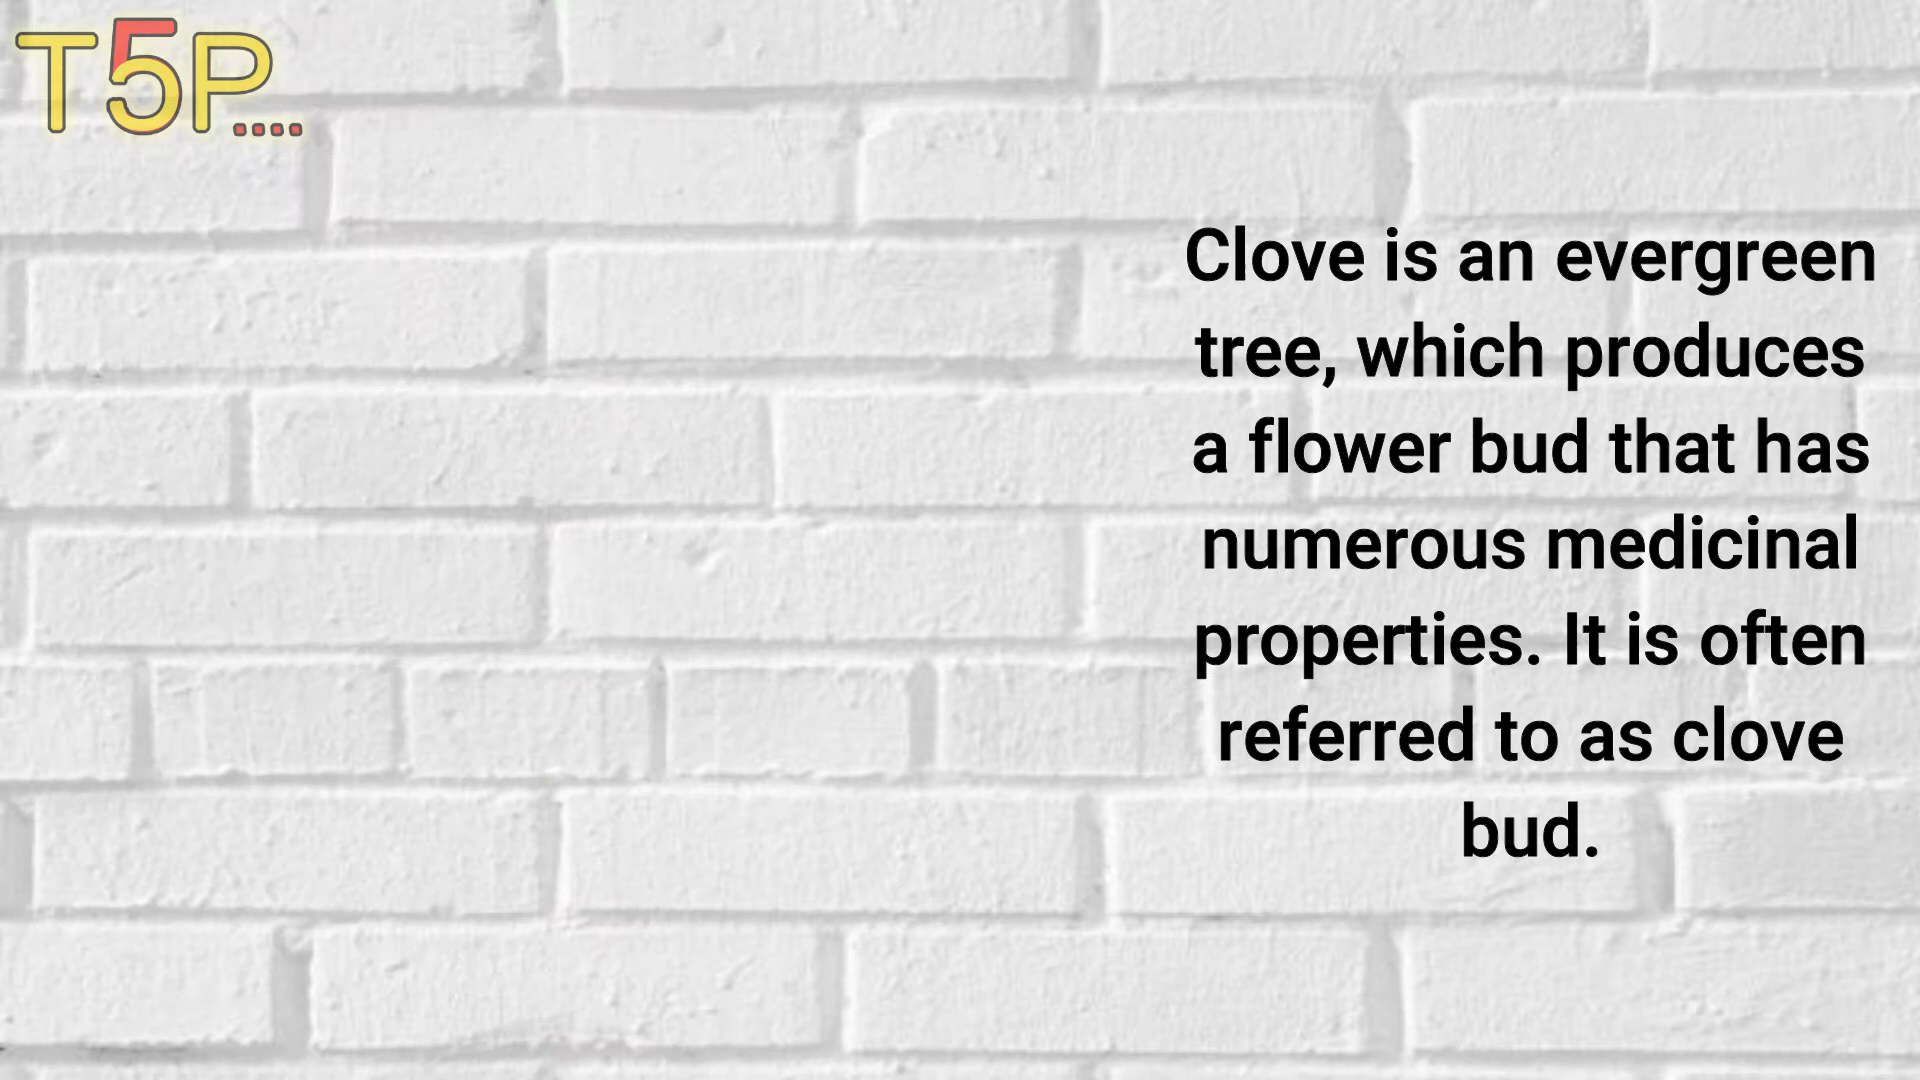 T5P....
Clove is an evergreen
tree, which produces
a flower bud that has
numerous medicinal
properties. It is often
referred to as clove
bud.